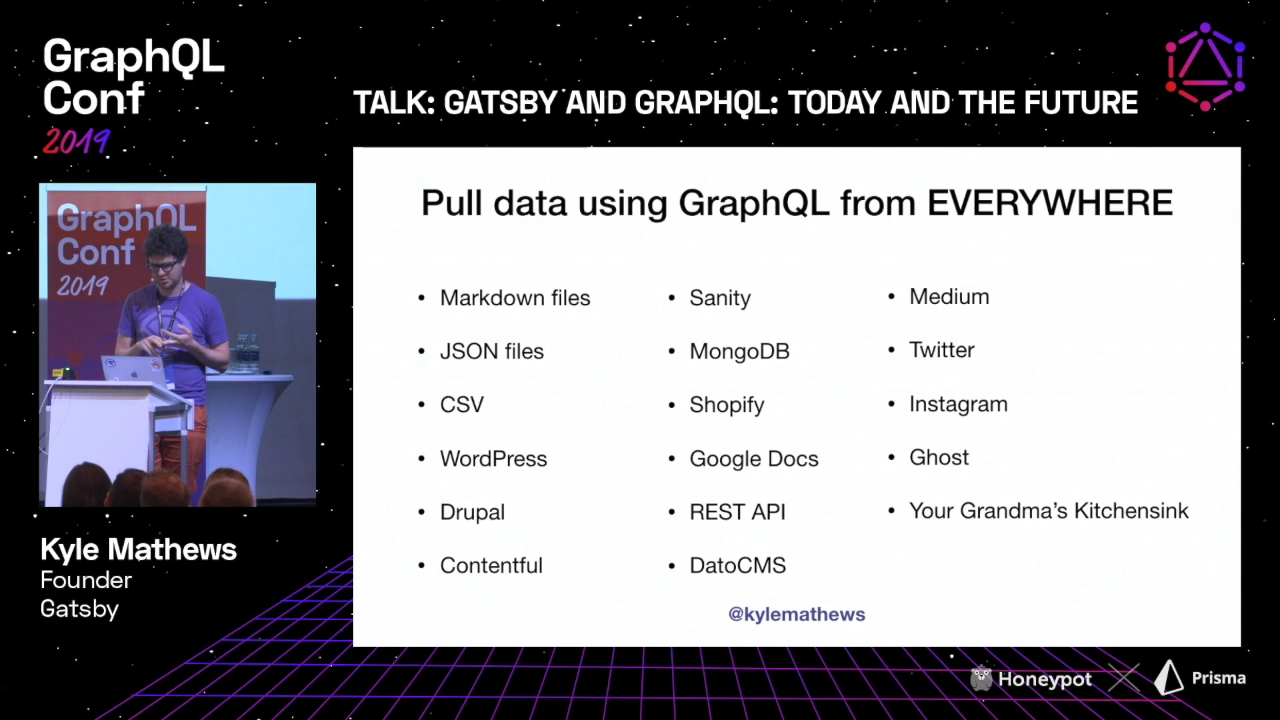 GraphQL
Conf
2019
TALK: GATSBY AND GRAPHQL: TODAY AND THE FUTURE
GraphQL
Conf
2019
Kyle Mathews
Founder
Gatsby
Pull data using GraphQL from EVERYWHERE
• Markdown files
• JSON files
• CSV
• WordPress
• Drupal
• Contentful
• Sanity
• MongoDB
• Shopify
• Google Docs
• REST API
• DatoCMS
• Medium
• Twitter
• Instagram
• Ghost
• Your Grandma’s Kitchensink
@kylemathews
Honeypot
Prisma